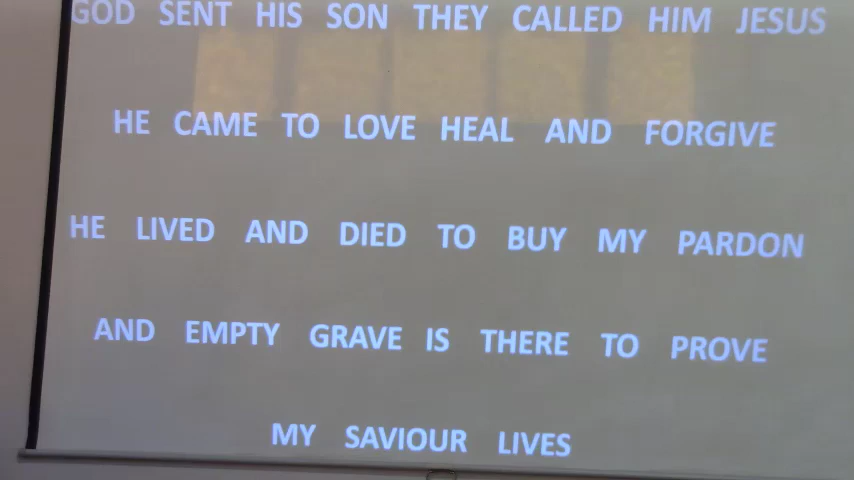 GOD SENT HIS SON THEY CALLED HIM JESUS
HE CAME TO LOVE HEAL AND FORGIVE
HE LIVED AND DIED TO BUY MY PARDON
AND EMPTY GRAVE IS THERE TO PROVE
MY SAVIOUR LIVES